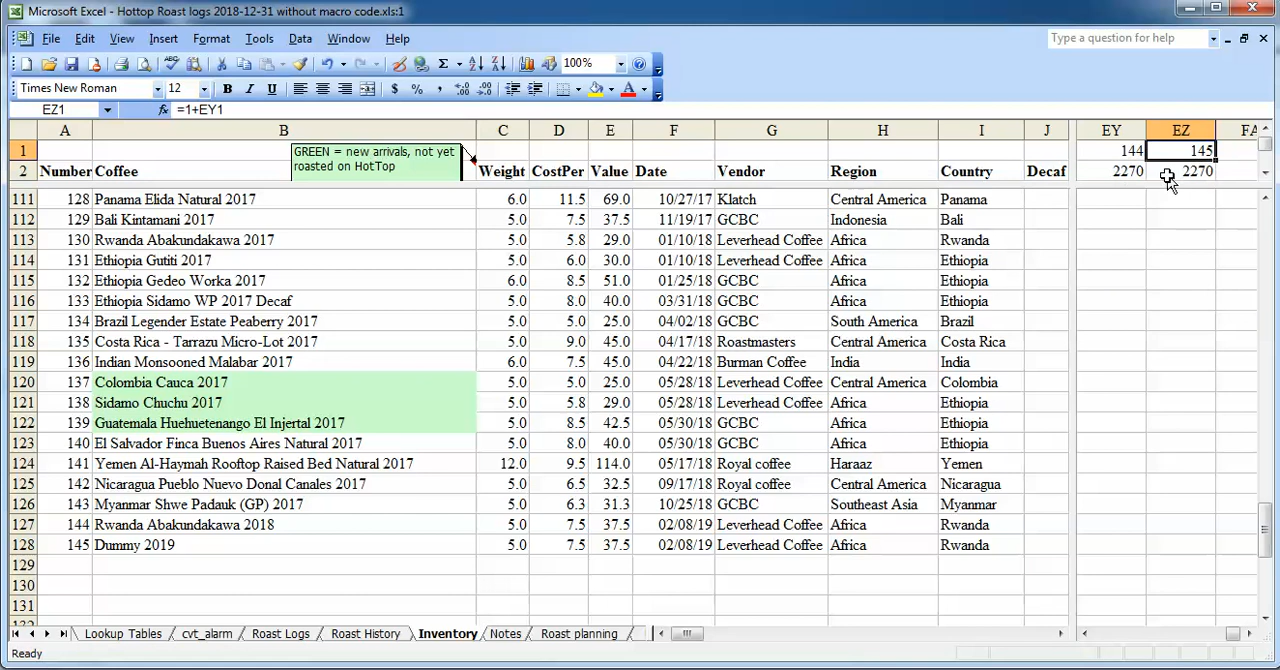 Microsoft Excel - Hottop Roast logs 2018-12-31 without macro code.xls:1
File Edit View Insert Format Tools Data Window Help Type a question for help
100%
Times New Roman 12 B I U $ % ,
EZ1 fx =1+EY1
A B C D E F G H I J EY EZ FA
1 GREEN = new arrivals, not yet roasted on HotTop 144 145
2 Number Coffee Weight CostPer Value Date Vendor Region Country Decaf 2270 2270
111 128 Panama Elida Natural 2017 6.0 11.5 69.0 10/27/17 Klatch Central America Panama
112 129 Bali Kintamani 2017 5.0 7.5 37.5 11/19/17 GCBC Indonesia Bali
113 130 Rwanda Abakundakawa 2017 5.0 5.8 29.0 01/10/18 Leverhead Coffee Africa Rwanda
114 131 Ethiopia Gutiti 2017 5.0 6.0 30.0 01/10/18 Leverhead Coffee Africa Ethiopia
115 132 Ethiopia Gedeo Worka 2017 6.0 8.5 51.0 01/25/18 GCBC Africa Ethiopia
116 133 Ethiopia Sidamo WP 2017 Decaf 5.0 8.0 40.0 03/31/18 GCBC Africa Ethiopia
117 134 Brazil Legender Estate Peaberry 2017 5.0 5.0 25.0 04/02/18 GCBC South America Brazil
118 135 Costa Rica - Tarrazu Micro-Lot 2017 5.0 9.0 45.0 04/17/18 Roastmasters Central America Costa Rica
119 136 Indian Monsooned Malabar 2017 6.0 7.5 45.0 04/22/18 Burman Coffee India India
120 137 Colombia Cauca 2017 5.0 5.0 25.0 05/28/18 Leverhead Coffee Central America Colombia
121 138 Sidamo Chuchu 2017 5.0 5.8 29.0 05/28/18 Leverhead Coffee Africa Ethiopia
122 139 Guatemala Huehuetenango El Injertal 2017 5.0 8.5 42.5 05/30/18 GCBC Africa Ethiopia
123 140 El Salvador Finca Buenos Aires Natural 2017 5.0 8.0 40.0 05/30/18 GCBC Africa Ethiopia
124 141 Yemen Al-Haymah Rooftop Raised Bed Natural 2017 12.0 9.5 114.0 05/17/18 Royal coffee Haraaz Yemen
125 142 Nicaragua Pueblo Nuevo Donal Canales 2017 5.0 6.5 32.5 09/17/18 Royal coffee Central America Nicaragua
126 143 Myanmar Shwe Padauk (GP) 2017 5.0 6.3 31.3 10/25/18 GCBC Southeast Asia Myanmar
127 144 Rwanda Abakundakawa 2018 5.0 7.5 37.5 02/08/19 Leverhead Coffee Africa Rwanda
128 145 Dummy 2019 5.0 7.5 37.5 02/08/19 Leverhead Coffee Africa Rwanda
129
130
131
Lookup Tables cvt_alarm Roast Logs Roast History Inventory Notes Roast planning
Ready